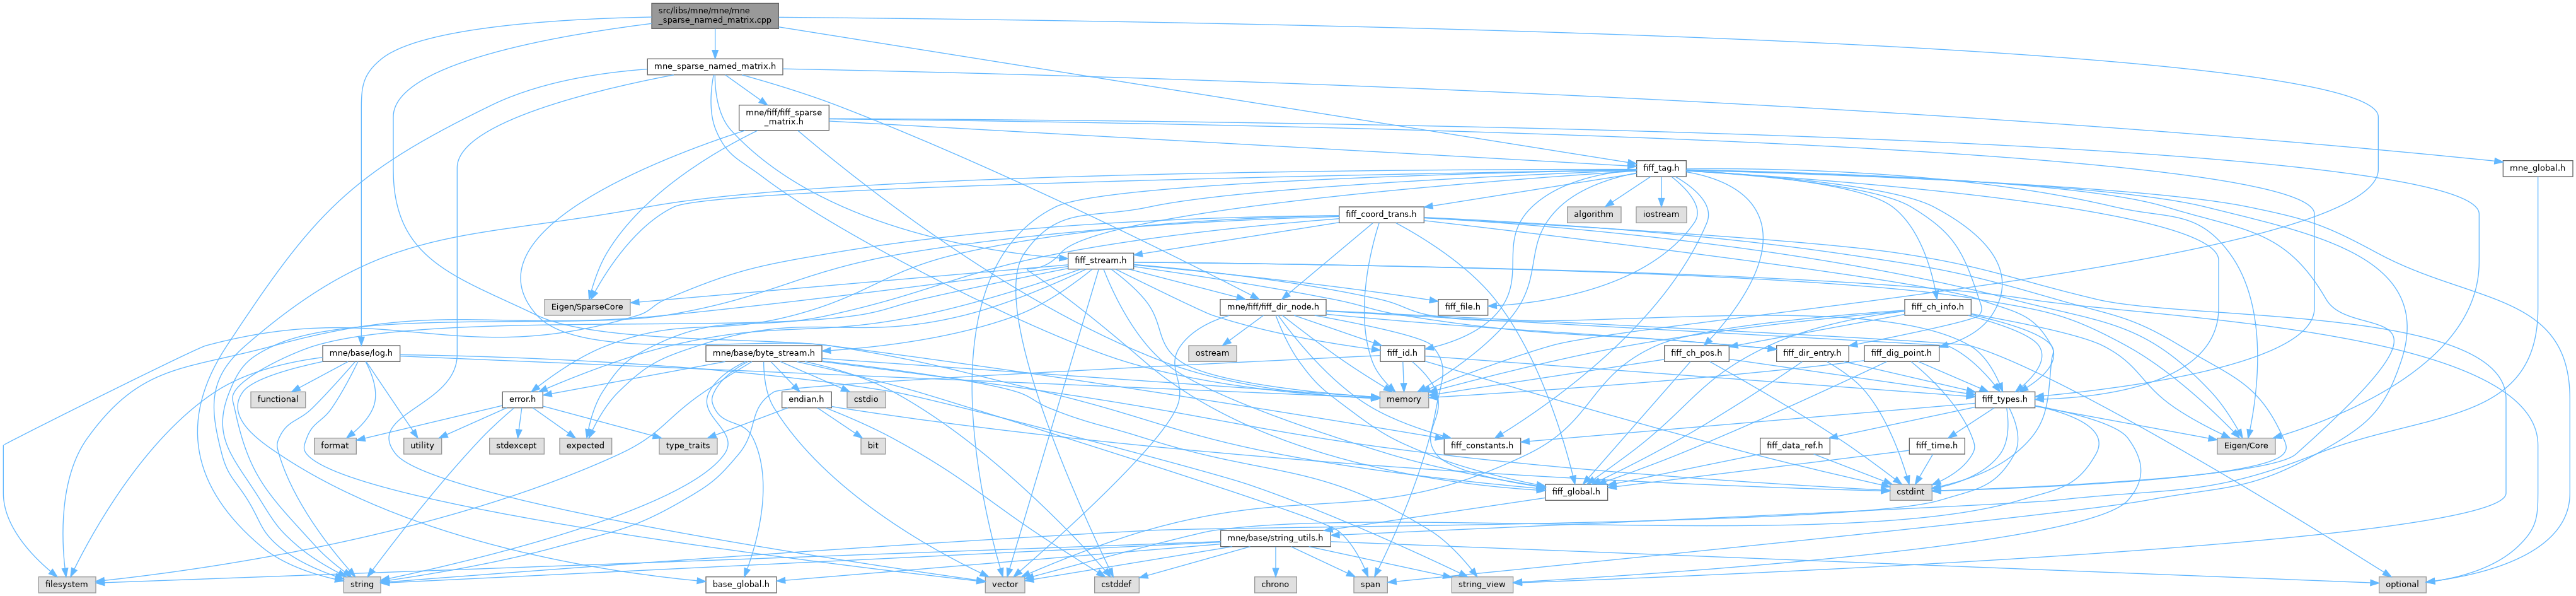 src/libs/mne/mne/mne
_sparse_named_matrix.cpp
mne_sparse_named_matrix.h
mne/fiff/fiff_sparse
_matrix.h
fiff_tag.h
mne_global.h
fiff_coord_trans.h
algorithm
iostream
fiff_stream.h
Eigen/SparseCore
mne/fiff/fiff_dir_node.h
fiff_file.h
fiff_ch_info.h
mne/base/log.h
mne/base/byte_stream.h
ostream
fiff_id.h
fiff_ch_pos.h
fiff_dir_entry.h
fiff_dig_point.h
functional
error.h
endian.h
cstdio
memory
fiff_types.h
format
utility
stdexcept
expected
type_traits
bit
fiff_constants.h
fiff_data_ref.h
fiff_time.h
Eigen/Core
fiff_global.h
cstdint
mne/base/string_utils.h
filesystem
string
base_global.h
vector
cstddef
chrono
span
string_view
optional